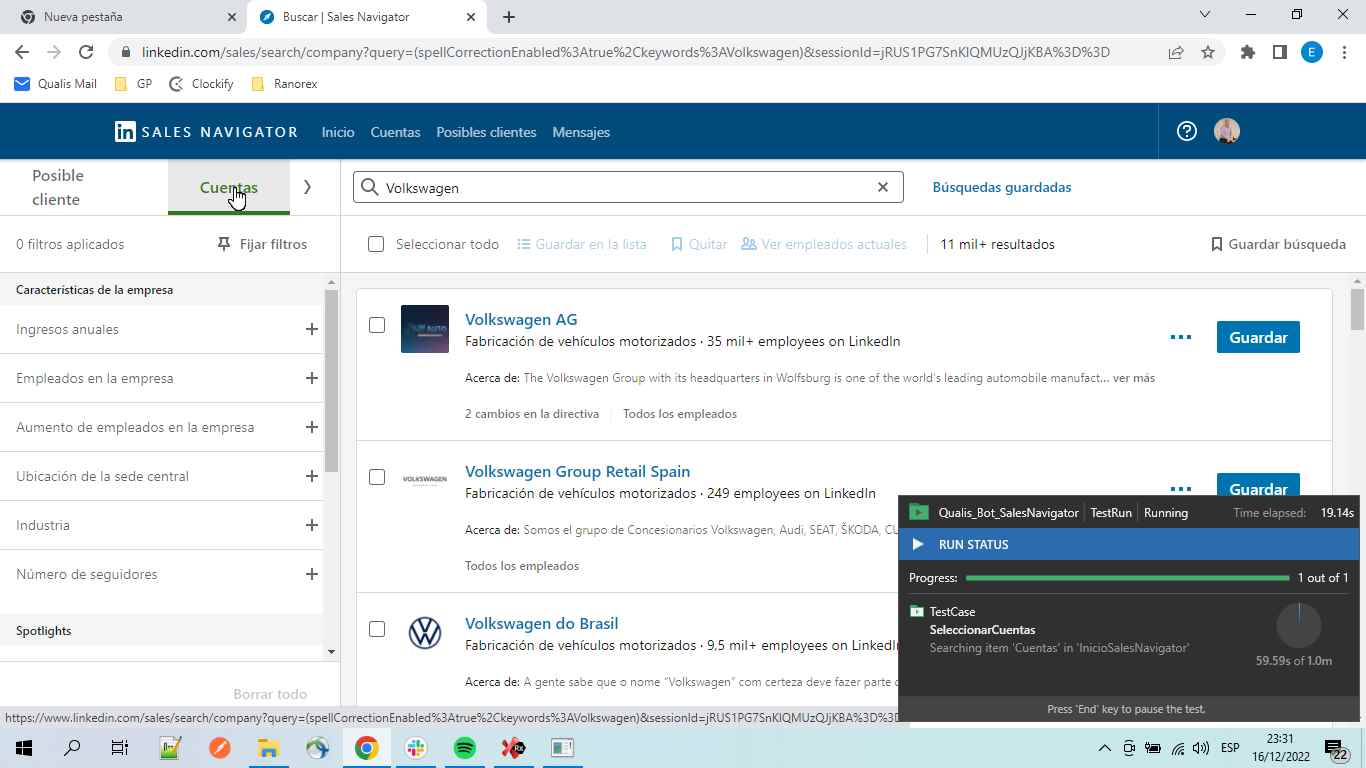 Nueva pestaña
Buscar | Sales Navigator
linkedin.com/sales/search/company?query=(spellCorrectionEnabled%3Atrue%2Ckeywords%3AVolkswagen)&sessionId=jRUS1PG7SnKlQMUzQJjKBA%3D%3D
E
Qualis Mail
GP
Clockify
Ranorex
in SALES NAVIGATOR
Inicio
Cuentas
Posibles clientes
Mensajes
Posible
cliente
Cuentas
Volkswagen
Búsquedas guardadas
0 filtros aplicados
Fijar filtros
Seleccionar todo
Guardar en la lista
Quitar
Ver empleados actuales
11 mil+ resultados
Guardar búsqueda
Características de la empresa
Ingresos anuales
Empleados en la empresa
Aumento de empleados en la empresa
Ubicación de la sede central
Industria
Número de seguidores
Spotlights
Borrar todo
Volkswagen AG
Fabricación de vehículos motorizados · 35 mil+ employees on LinkedIn
Guardar
Acerca de: The Volkswagen Group with its headquarters in Wolfsburg is one of the world's leading automobile manufact... ver más
2 cambios en la directiva
Todos los empleados
VOLKSWAGEN
Volkswagen Group Retail Spain
Fabricación de vehículos motorizados · 249 employees on LinkedIn
Guardar
Acerca de: Somos el grupo de Concesionarios Volkswagen, Audi, SEAT, ŠKODA, CU
Todos los empleados
Volkswagen do Brasil
Fabricación de vehículos motorizados · 9,5 mil+ employees on LinkedIn
Acerca de: A gente sabe que o nome "Volkswagen" com certeza deve fazer parte
Qualis_Bot_SalesNavigator
TestRun
Running
Time elapsed: 19.14s
RUN STATUS
Progress:
1 out of 1
TestCase
SeleccionarCuentas
Searching item 'Cuentas' in 'InicioSalesNavigator'
59.59s of 1.0m
Press 'End' key to pause the test.
https://www.linkedin.com/sales/search/company?query=(spellCorrectionEnabled%3Atrue%2Ckeywords%3AVolkswagen)&sessionId=jRUS1PG7SnKlQMUzQJjKBA%3D%3D
Rx
ESP
23:31
16/12/2022
22